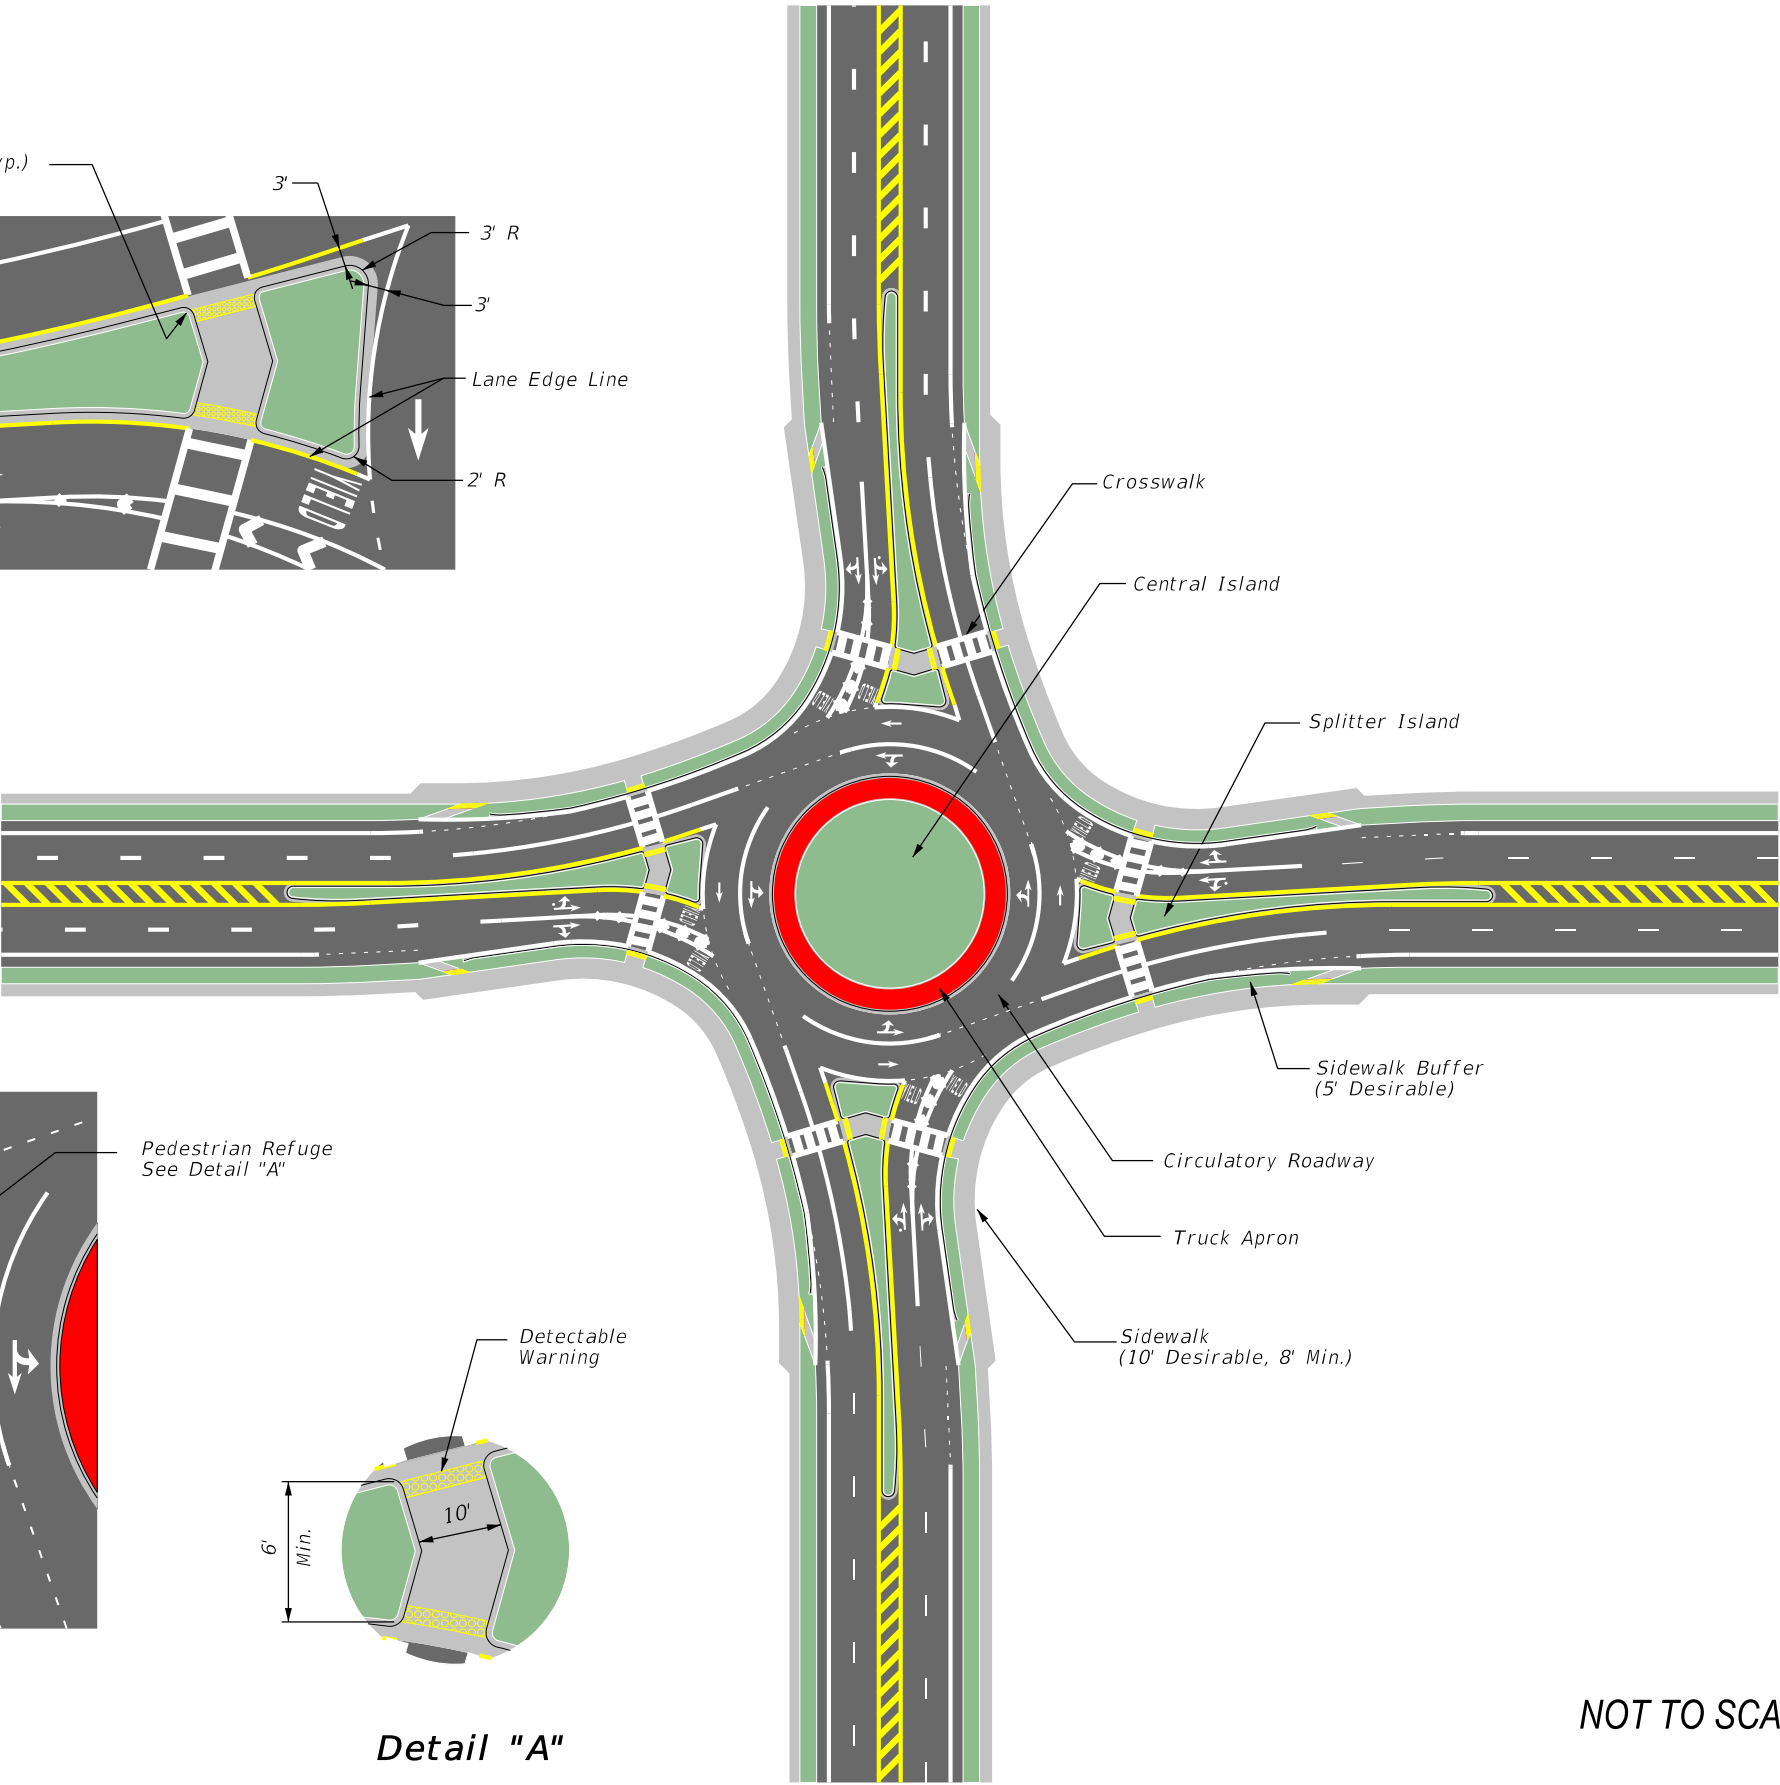 yp.)
3'
3' R
3'
Lane Edge Line
2' R
YIELD
Crosswalk
Central Island
Splitter Island
Sidewalk Buffer
(5' Desirable)
Pedestrian Refuge
See Detail "A"
Circulatory Roadway
Truck Apron
Sidewalk
(10' Desirable, 8' Min.)
Detectable
Warning
10'
6'
Min.
Detail "A"
NOT TO SCA